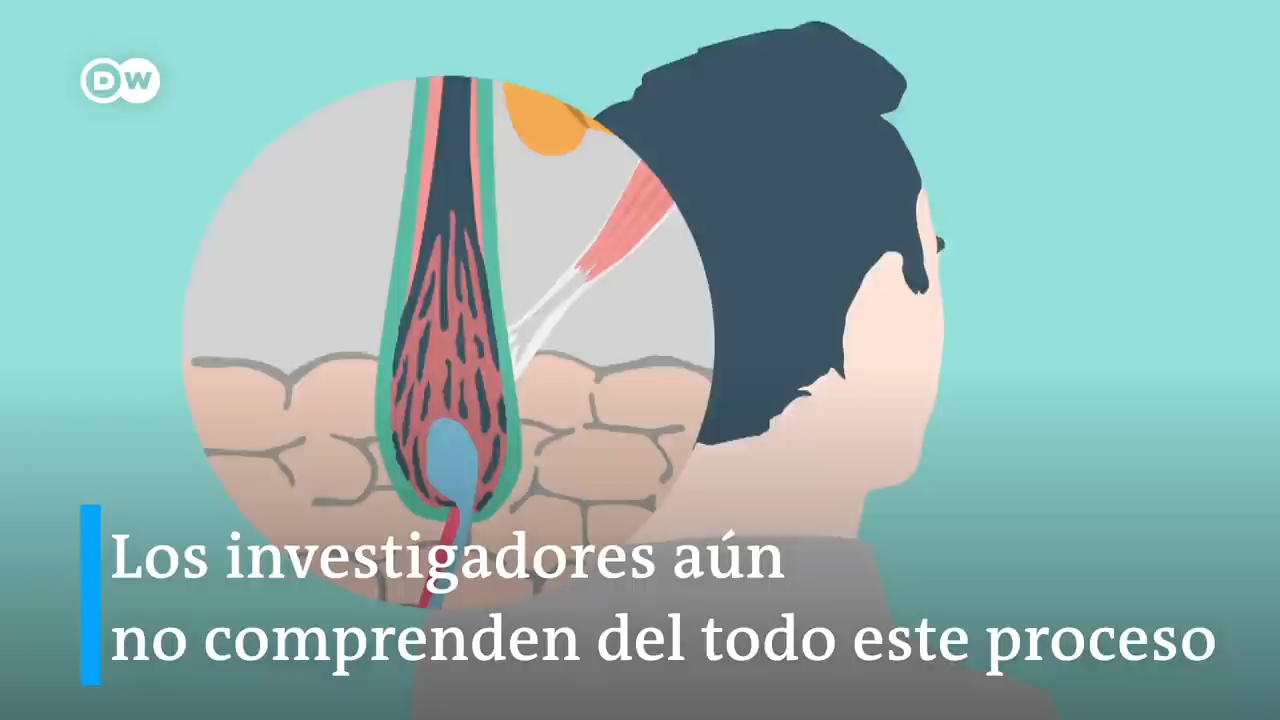 DW
Los investigadores aún
no comprenden del todo este proceso